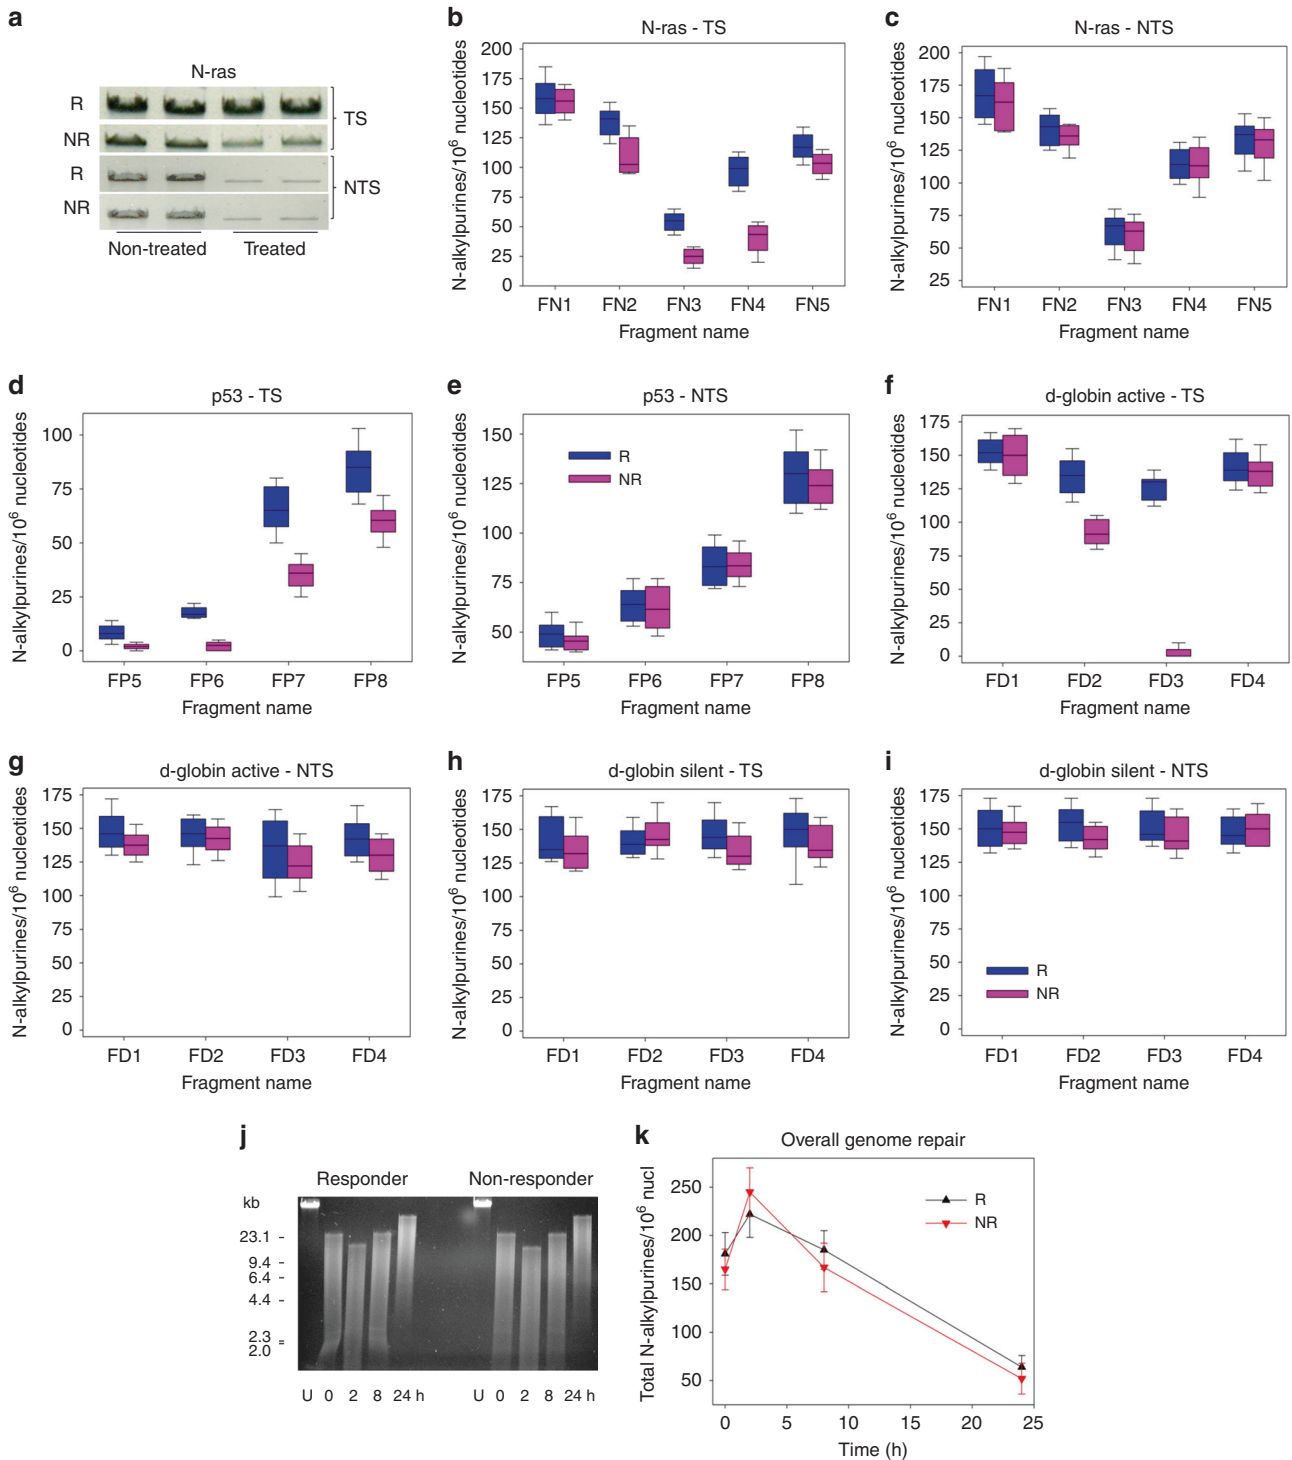 a
N-ras
R
NR
R
NR
TS
NTS
Non-treated
Treated
b
N-ras - TS
N-alkylpurines/10⁶ nucleotides
200
175
150
125
100
75
50
25
0
FN1 FN2 FN3 FN4 FN5
Fragment name
c
N-ras - NTS
N-alkylpurines/10⁶ nucleotides
200
175
150
125
100
75
50
25
FN1 FN2 FN3 FN4 FN5
Fragment name
d
p53 - TS
N-alkylpurines/10⁶ nucleotides
100
75
50
25
0
FP5 FP6 FP7 FP8
Fragment name
e
p53 - NTS
N-alkylpurines/10⁶ nucleotides
150
125
100
75
50
R
NR
FP5 FP6 FP7 FP8
Fragment name
f
d-globin active - TS
N-alkylpurines/10⁶ nucleotides
175
150
125
100
75
50
25
0
FD1 FD2 FD3 FD4
Fragment name
g
d-globin active - NTS
N-alkylpurines/10⁶ nucleotides
175
150
125
100
75
50
25
0
FD1 FD2 FD3 FD4
Fragment name
h
d-globin silent - TS
N-alkylpurines/10⁶ nucleotides
175
150
125
100
75
50
25
0
FD1 FD2 FD3 FD4
Fragment name
i
d-globin silent - NTS
N-alkylpurines/10⁶ nucleotides
175
150
125
100
75
50
25
0
R
NR
FD1 FD2 FD3 FD4
Fragment name
j
Responder
Non-responder
kb
23.1
9.4
6.4
4.4
2.3
2.0
U 0 2 8 24 h U 0 2 8 24 h
k
Overall genome repair
Total N-alkylpurines/10⁶ nucl
250
200
150
100
50
R
NR
0 5 10 15 20 25
Time (h)